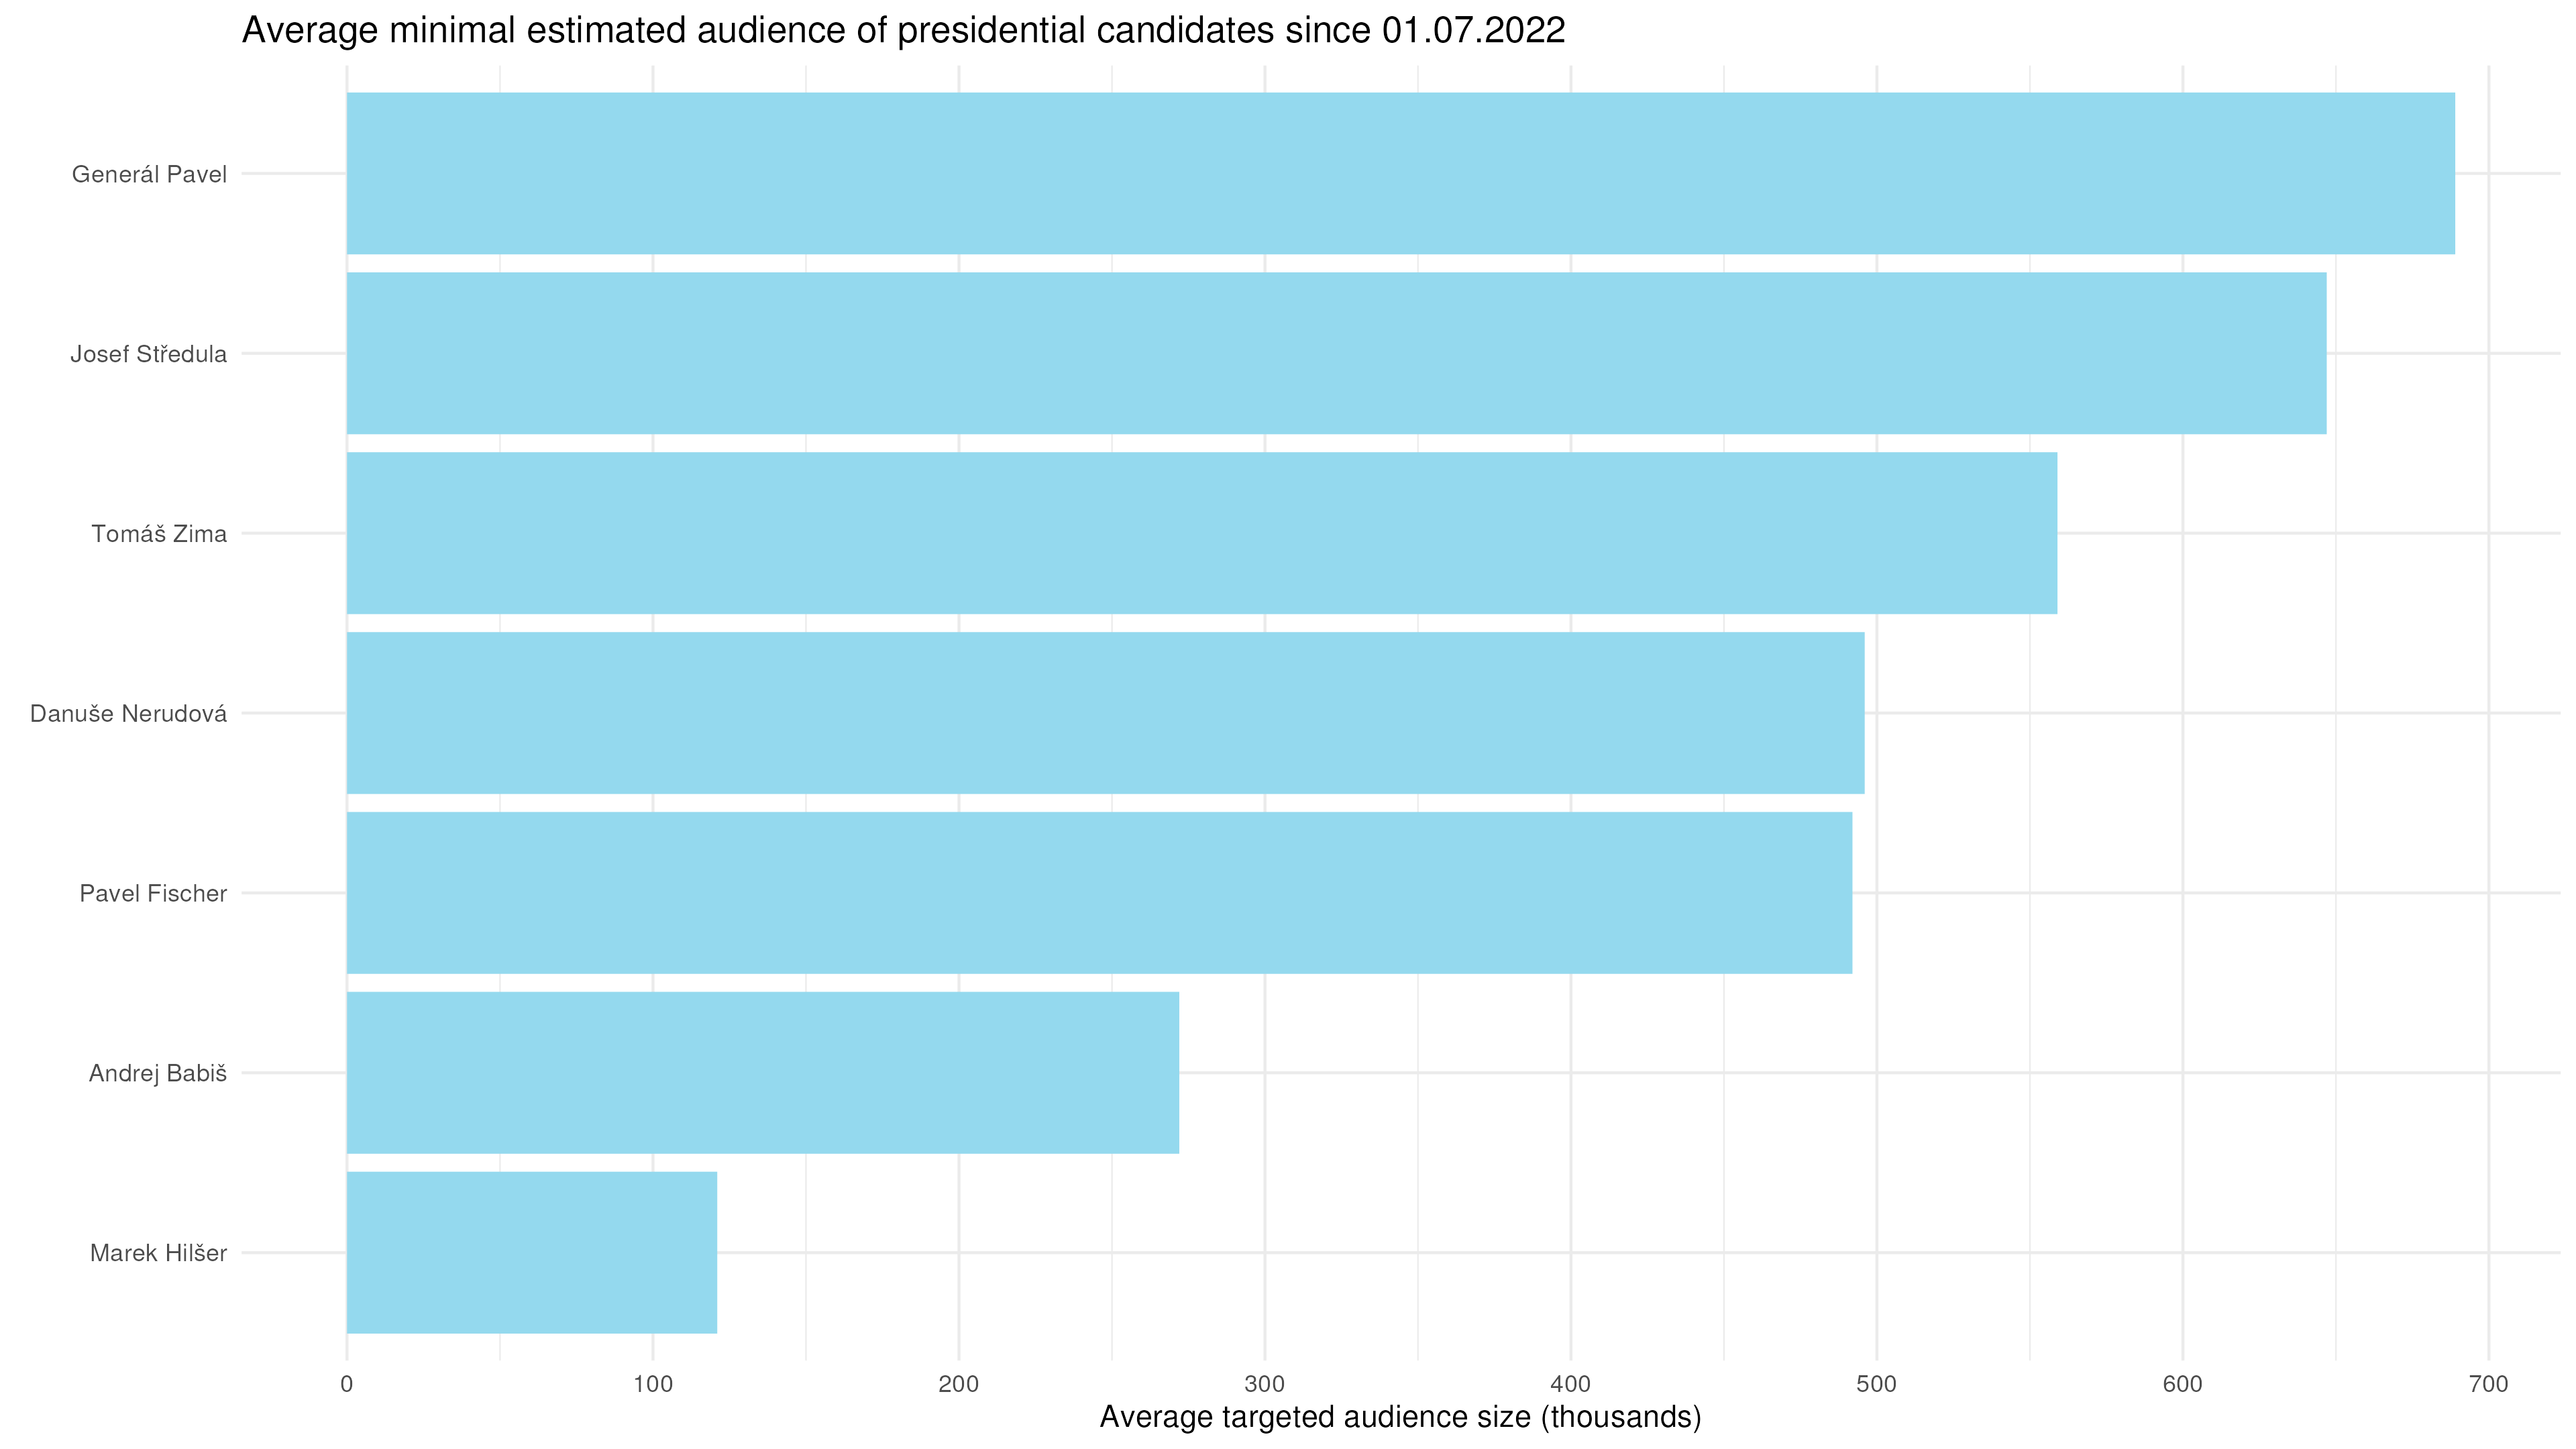 Average minimal estimated audience of presidential candidates since 01.07.2022
Generál Pavel
Josef Středula
Tomáš Zima
Danuše Nerudová
Pavel Fischer
Andrej Babiš
Marek Hilšer
0 100 200 300 400 500 600 700
Average targeted audience size (thousands)